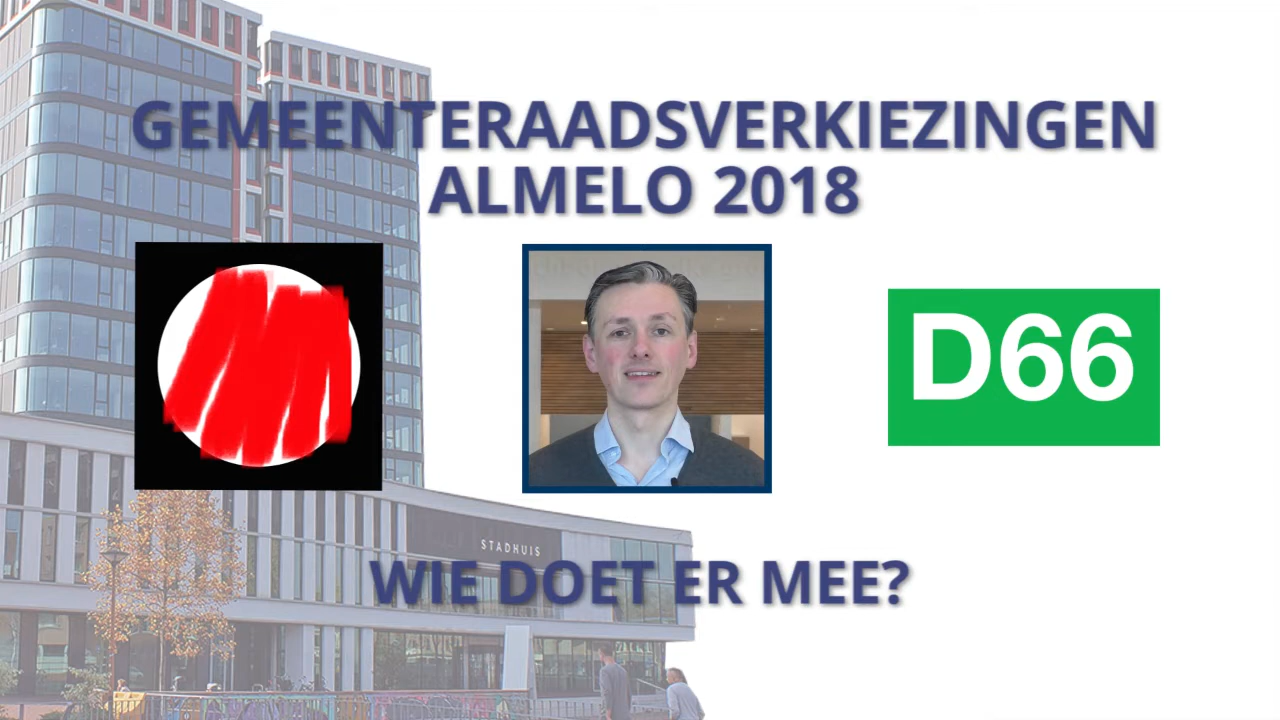 GEMEENTERAADSVERKIEZINGEN
ALMELO 2018
D66
STADHUIS
WIE DOET ER MEE?